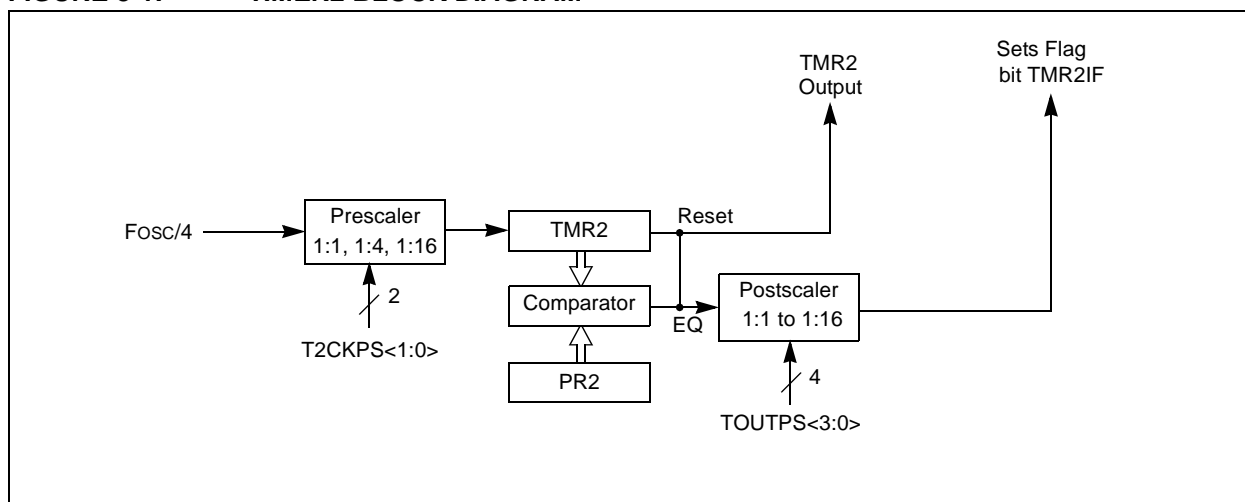 TMR2
Output
Sets Flag
bit TMR2IF
FOSC/4
Prescaler
1:1, 1:4, 1:16
2
T2CKPS<1:0>
TMR2
Reset
Comparator
EQ
PR2
Postscaler
1:1 to 1:16
4
TOUTPS<3:0>